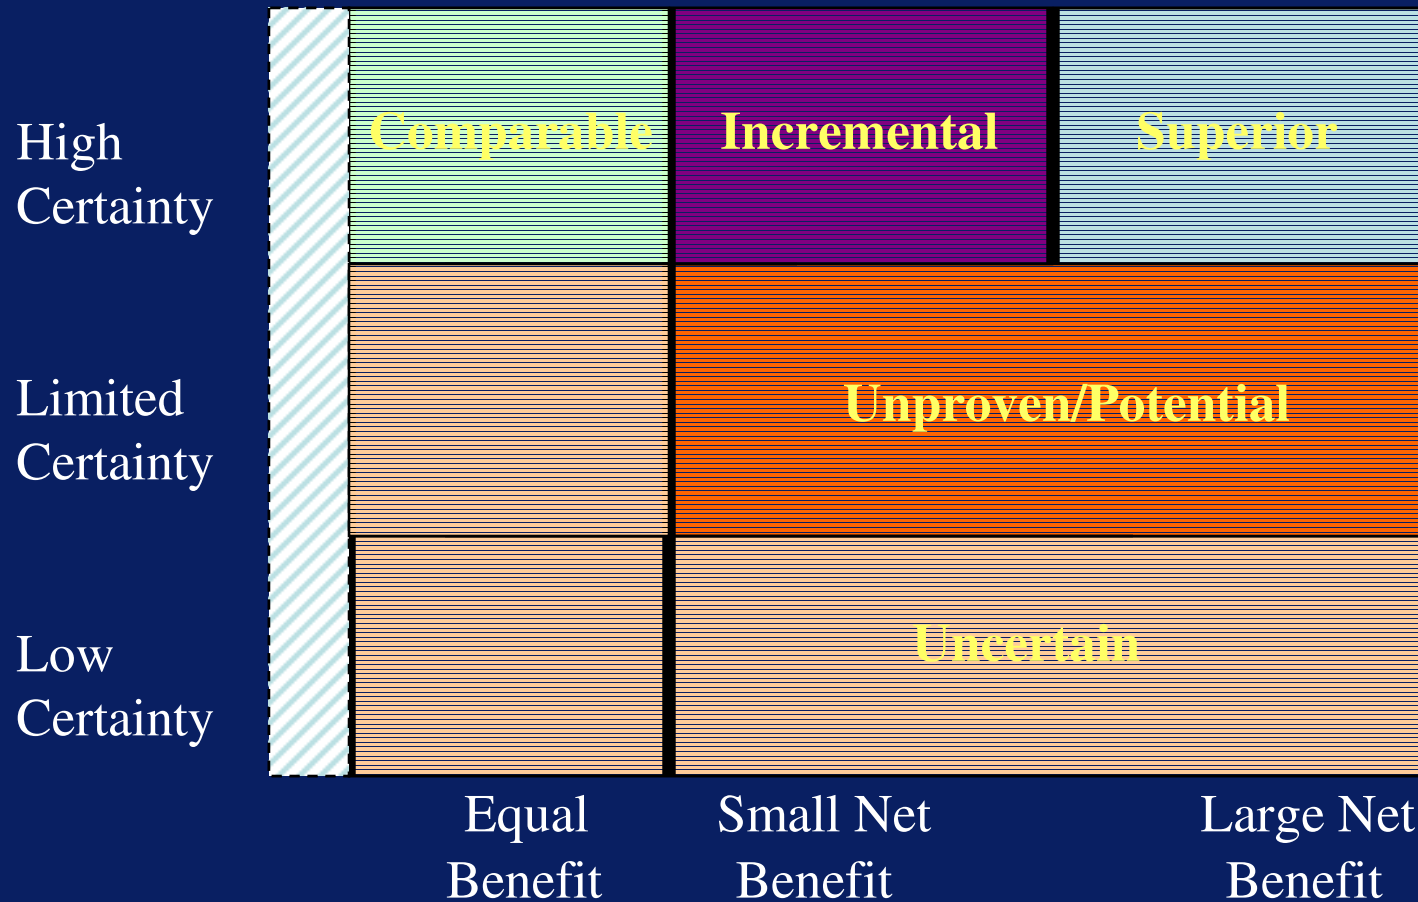 Comparable Incremental Superior
High
Certainty
Limited
Certainty
Unproven/Potential
Low
Certainty
Uncertain
Equal Small Net Large Net
Benefit Benefit Benefit